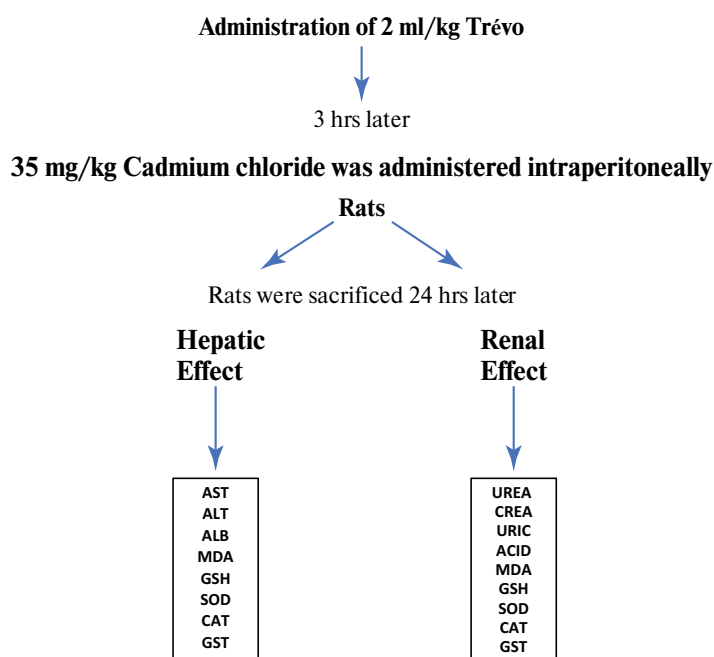 Administration of 2 ml/kg Trévo
3 hrs later
35 mg/kg Cadmium chloride was administered intraperitoneally
Rats
Rats were sacrificed 24 hrs later
Hepatic
Effect
AST
ALT
ALB
MDA
GSH
SOD
CAT
GST
Renal
Effect
UREA
CREA
URIC
ACID
MDA
GSH
SOD
CAT
GST